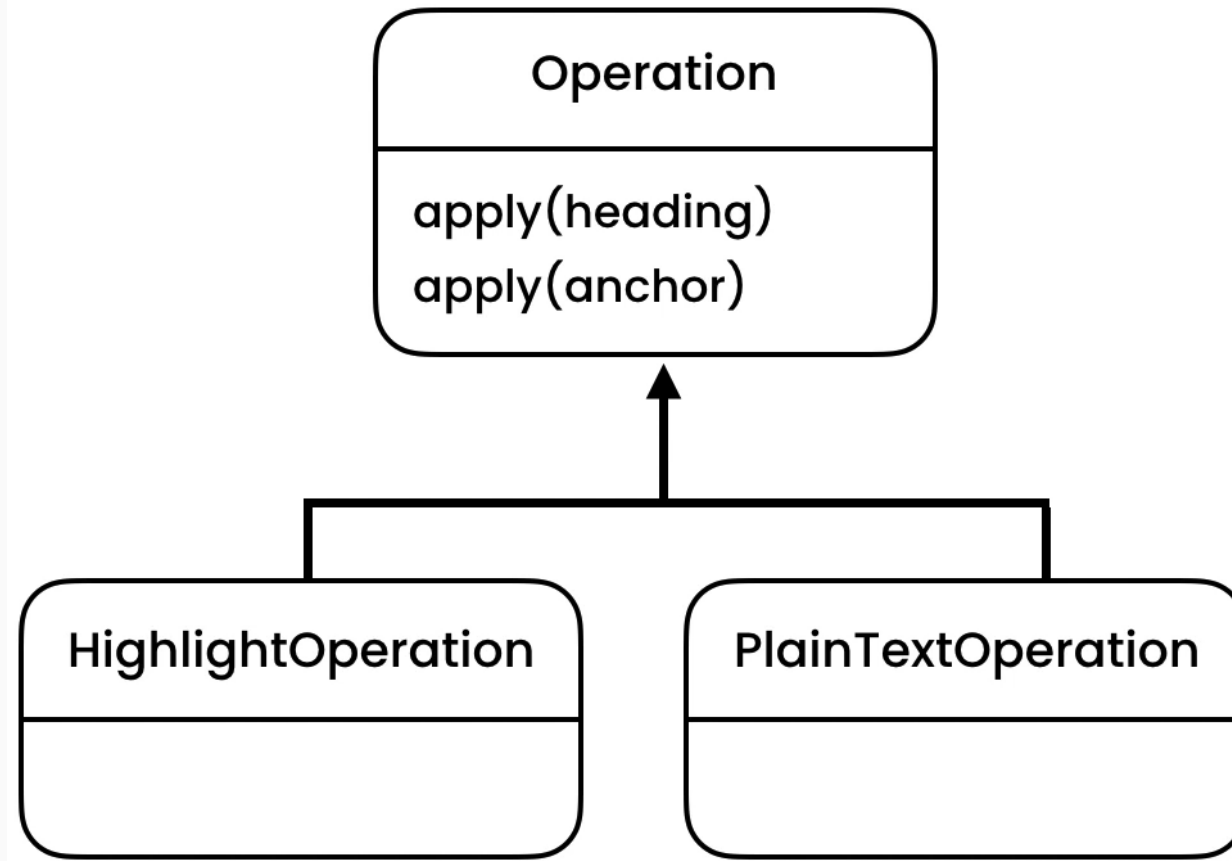 Operation
apply(heading)
apply(anchor)
HighlightOperation
PlainTextOperation